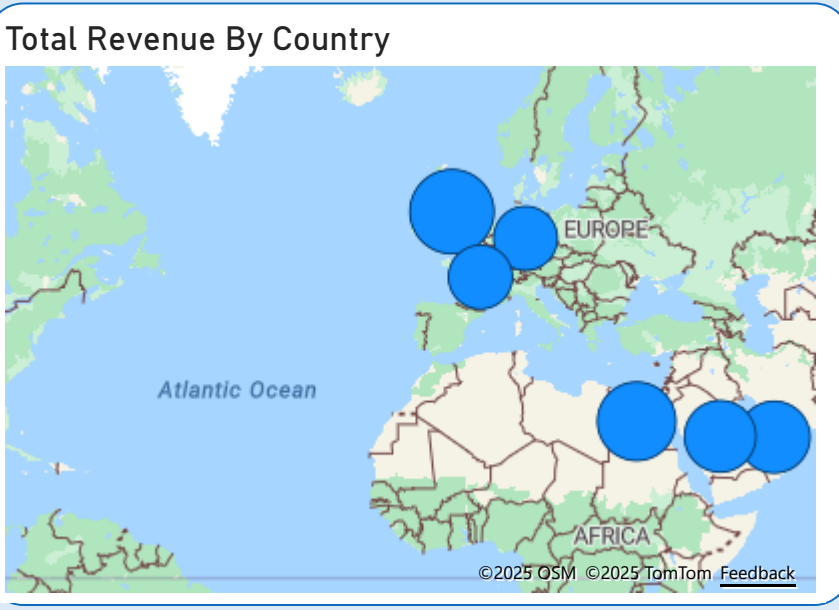 Total Revenue By Country
EUROPE
Atlantic Ocean
AFRICA
©2025 OSM ©2025 TomTom Feedback